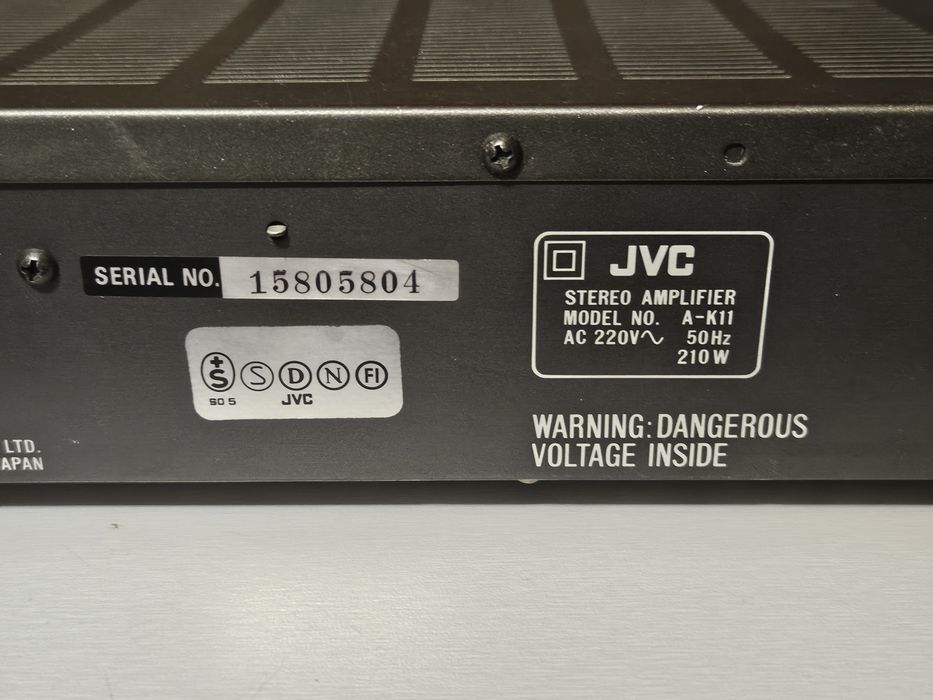 SERIAL NO. 15805804
+S S D N FI
SO 5 JVC
LTD.
APAN
JVC
STEREO AMPLIFIER
MODEL NO. A-K11
AC 220V~ 50Hz
210W
WARNING: DANGEROUS
VOLTAGE INSIDE